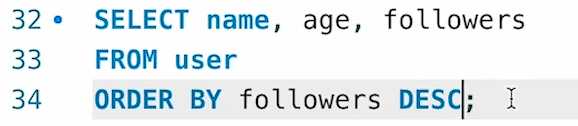 32 SELECT name, age, followers
33 FROM user
34 ORDER BY followers DESC;